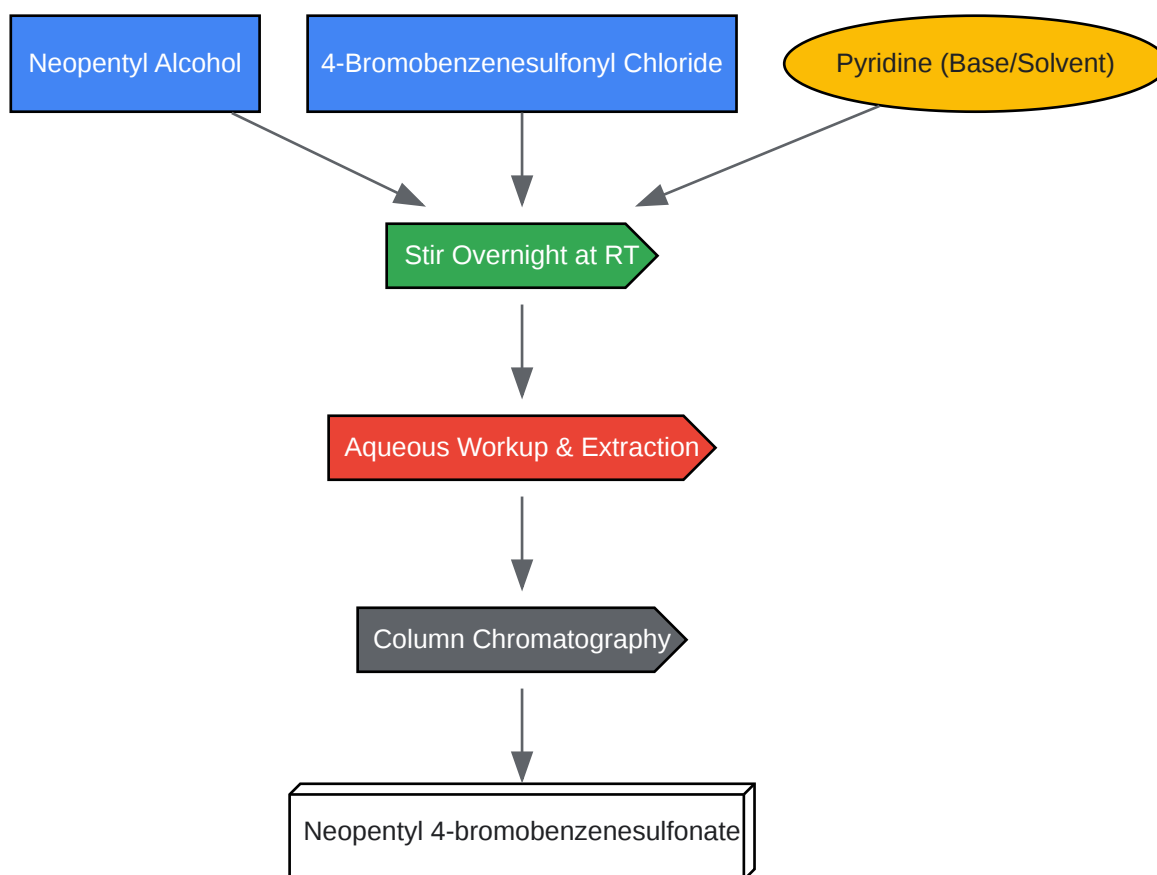 Neopentyl Alcohol
4-Bromobenzenesulfonyl Chloride
Pyridine (Base/Solvent)
Stir Overnight at RT
Aqueous Workup & Extraction
Column Chromatography
Neopentyl 4-bromobenzenesulfonate